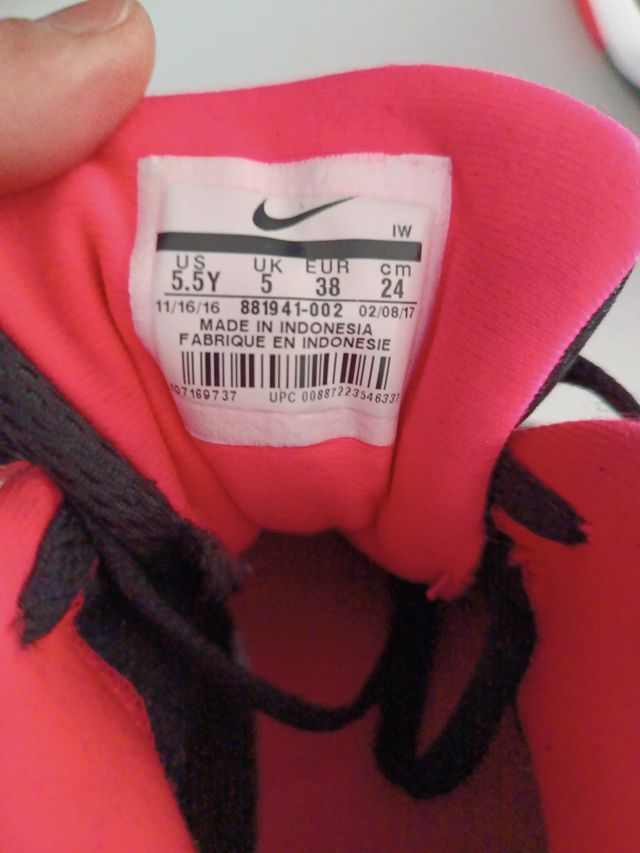 IW
US UK EUR cm
5.5Y 5 38 24
11/16/16 881941-002 02/08/17
MADE IN INDONESIA
FABRIQUE EN INDONESIE
UPC